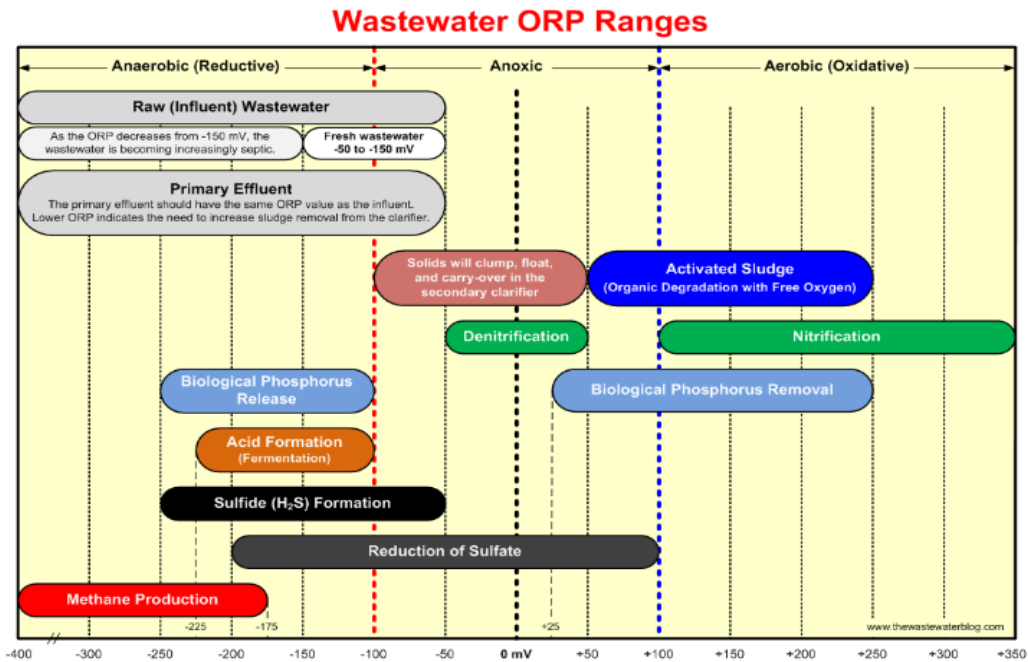 Wastewater ORP Ranges
Anaerobic (Reductive)
Anoxic
Aerobic (Oxidative)
Raw (Influent) Wastewater
As the ORP decreases from -150 mV, the
wastewater is becoming increasingly septic.
Fresh wastewater
-50 to -150 mV
Primary Effluent
The primary effluent should have the same ORP value as the influent.
Lower ORP indicates the need to increase sludge removal from the clarifier.
Solids will clump, float,
and carry-over in the
secondary clarifier
Activated Sludge
(Organic Degradation with Free Oxygen)
Denitrification
Nitrification
Biological Phosphorus
Release
Biological Phosphorus Removal
Acid Formation
(Fermentation)
Sulfide (H₂S) Formation
Reduction of Sulfate
Methane Production
-225
-175
+25
www.thewastewaterblog.com
-400 -300 -250 -200 -150 -100 -50 0 mV +50 +100 +150 +200 +250 +300 +350